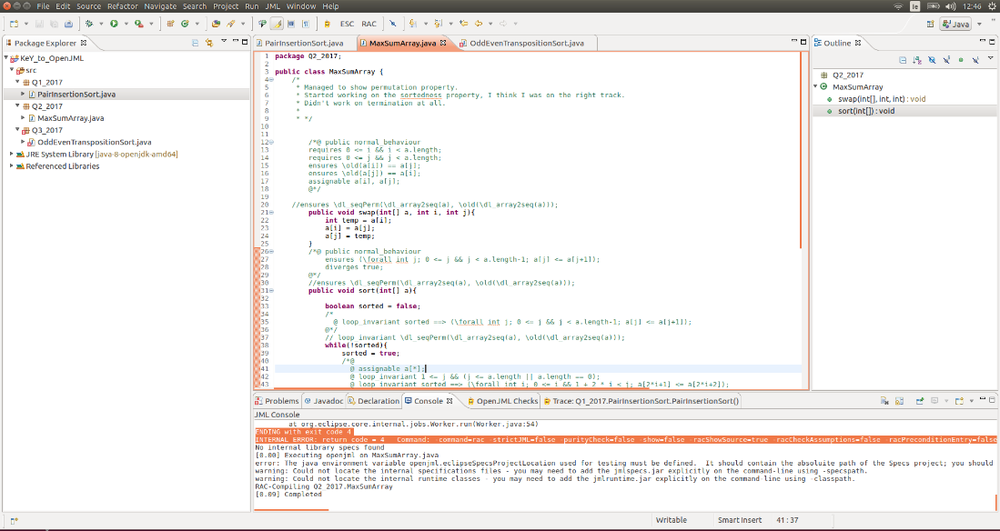 File Edit Source Refactor Navigate Search Project Run JML Window Help
Ie
12:46
ESC RAC
Java
Package Explorer
KeY_to_OpenJML
src
Q1_2017
PairInsertionSort.java
Q2_2017
MaxSumArray.java
Q3_2017
OddEvenTranspositionSort.java
JRE System Library [java-8-openjdk-amd64]
Referenced Libraries
PairInsertionSort.java
MaxSumArray.java
OddEvenTranspositionSort.java
1 package Q2_2017;
2
3 public class MaxSumArray {
4 /*
5 * Managed to show permutation property.
6 * Started working on the sortedness property, I think I was on the right track.
7 * Didn't work on termination at all.
8 *
9 * */
10
11
12 /*@ public normal_behaviour
13 requires 0 <= i && i < a.length;
14 requires 0 <= j && j < a.length;
15 ensures \old(a[i]) == a[j];
16 ensures \old(a[j]) == a[i];
17 assignable a[i], a[j];
18 @*/
19
20 //ensures \dl_seqPerm(\dl_array2seq(a), \old(\dl_array2seq(a)));
21 public void swap(int[] a, int i, int j){
22 int temp = a[i];
23 a[i] = a[j];
24 a[j] = temp;
25 }
26 /*@ public normal_behaviour
27 ensures (\forall int j; 0 <= j && j < a.length-1; a[j] <= a[j+1]);
28 diverges true;
29 @*/
30 //ensures \dl_seqPerm(\dl_array2seq(a), \old(\dl_array2seq(a)));
31 public void sort(int[] a){
32
33 boolean sorted = false;
34 /*
35 @ loop_invariant sorted ==> (\forall int j; 0 <= j && j < a.length-1; a[j] <= a[j+1]);
36 @*/
37 // loop_invariant \dl_seqPerm(\dl_array2seq(a), \old(\dl_array2seq(a)));
38 while(!sorted){
39 sorted = true;
40 /*@
41 @ assignable a[*];
42 @ loop_invariant 1 <= j && (j <= a.length || a.length == 0);
43 @ loop_invariant sorted ==> (\forall int i; 0 <= i && 1 + 2 * i < j; a[2*i+1] <= a[2*i+2]);
Outline
Q2_2017
MaxSumArray
swap(int[], int, int) : void
sort(int[]) : void
Problems Javadoc Declaration Console OpenJML Checks Trace: Q1_2017.PairInsertionSort.PairInsertionSort()
JML Console
at org.eclipse.core.internal.jobs.Worker.run(Worker.java:54)
ENDING with exit code 4
INTERNAL ERROR: return code = 4 Command: command=rac strictJML=false purityCheck=false show=false racShowSource=true racCheckAssumptions=false racPreconditionEntry=false
No internal library specs found
[0.00] Executing openjml on MaxSumArray.java
error: The java environment variable openjml.eclipseSpecsProjectLocation used for testing must be defined. It should contain the absoluite path of the Specs project; you should
warning: Could not locate the internal specifications files - you may need to add the jmlspecs.jar explicitly on the command-line using -specspath.
warning: Could not locate the internal runtime classes - you may need to add the jmlruntime.jar explicitly on the command-line using -classpath.
RAC-Compiling Q2_2017.MaxSumArray
[0.09] Completed
Writable
Smart Insert
41 : 37